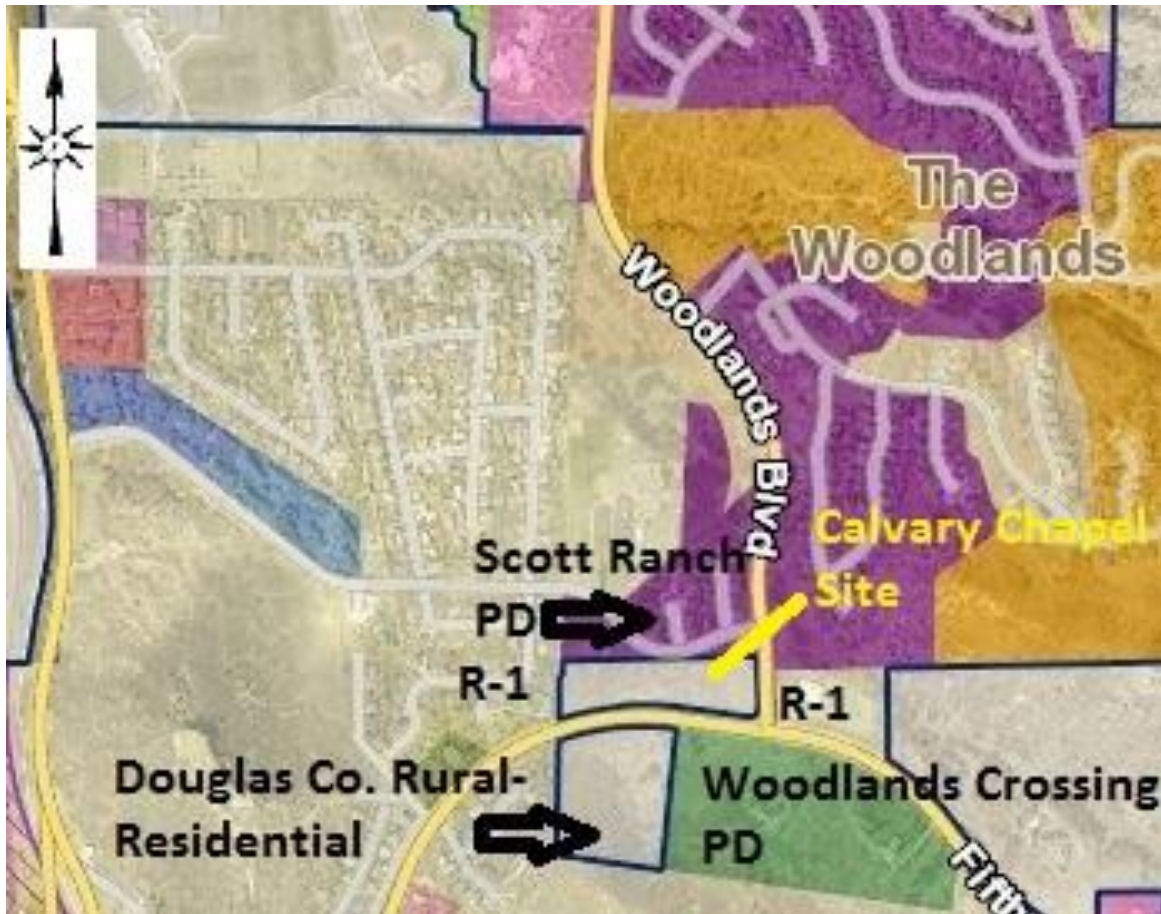 The
Woodlands
Woodlands Blvd
Calvary Chapel
Site
Scott Ranch
PD
R-1
R-1
Douglas Co. Rural-
Residential
Woodlands Crossing
PD
Fifth